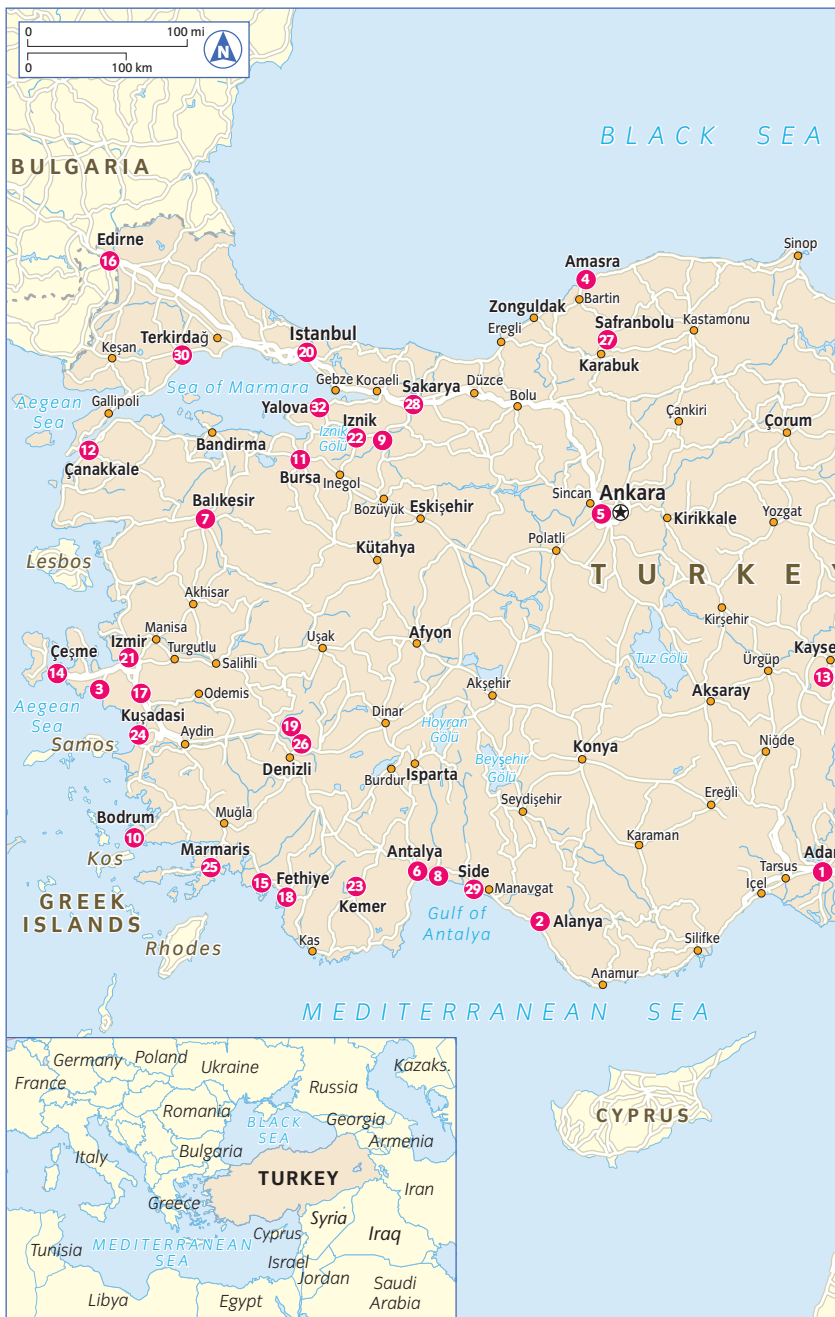 0
100 mi
0
100 km
N
BLACK SEA
BULGARIA
Edirne
16
Sinop
Amasra
4
Bartin
Zonguldak
Eregli
Safranbolu
27
Kastamonu
Karabuk
Istanbul
20
Terkirdağ
30
Keşan
Sea of Marmara
Gebze
Kocaeli
Sakarya
28
Düzce
Bolu
Aegean
Sea
Gallipoli
Yalova
32
Iznik
22
9
Iznik
Gölü
Çankiri
Çorum
Bandirma
12
Çanakkale
11
Bursa
Inegol
Bozüyük
Eskişehir
Sincan
Ankara
5
Kirikkale
Yozgat
Balıkesir
7
Polatli
Kütahya
Lesbos
TURKEY
Akhisar
Kirşehir
Manisa
Izmir
21
Turgutlu
Salihli
Uşak
Afyon
Tuz Gölü
Ürgüp
Kayse
13
Çeşme
14
3
17
Odemis
Akşehir
Aksaray
Aegean
Sea
Kuşadasi
24
Aydin
19
26
Denizli
Dinar
Hoyran
Gölü
Samos
Burdur
Isparta
Beyşehir
Gölü
Konya
Niğde
Seydişehir
Ereğli
Bodrum
10
Muğla
Karaman
Kos
Marmaris
25
15
Fethiye
18
23
Kemer
Antalya
6
8
Side
29
Manavgat
Tarsus
Adar
1
Içel
GREEK
ISLANDS
Gulf of
Antalya
2
Alanya
Rhodes
Kas
Silifke
Anamur
MEDITERRANEAN SEA
CYPRUS
Germany
Poland
Ukraine
Kazaks.
France
Russia
Romania
BLACK
SEA
Georgia
Armenia
Italy
Bulgaria
TURKEY
Iran
Greece
Syria
Iraq
Cyprus
Tunisia
MEDITERRANEAN
SEA
Israel
Jordan
Saudi
Arabia
Libya
Egypt